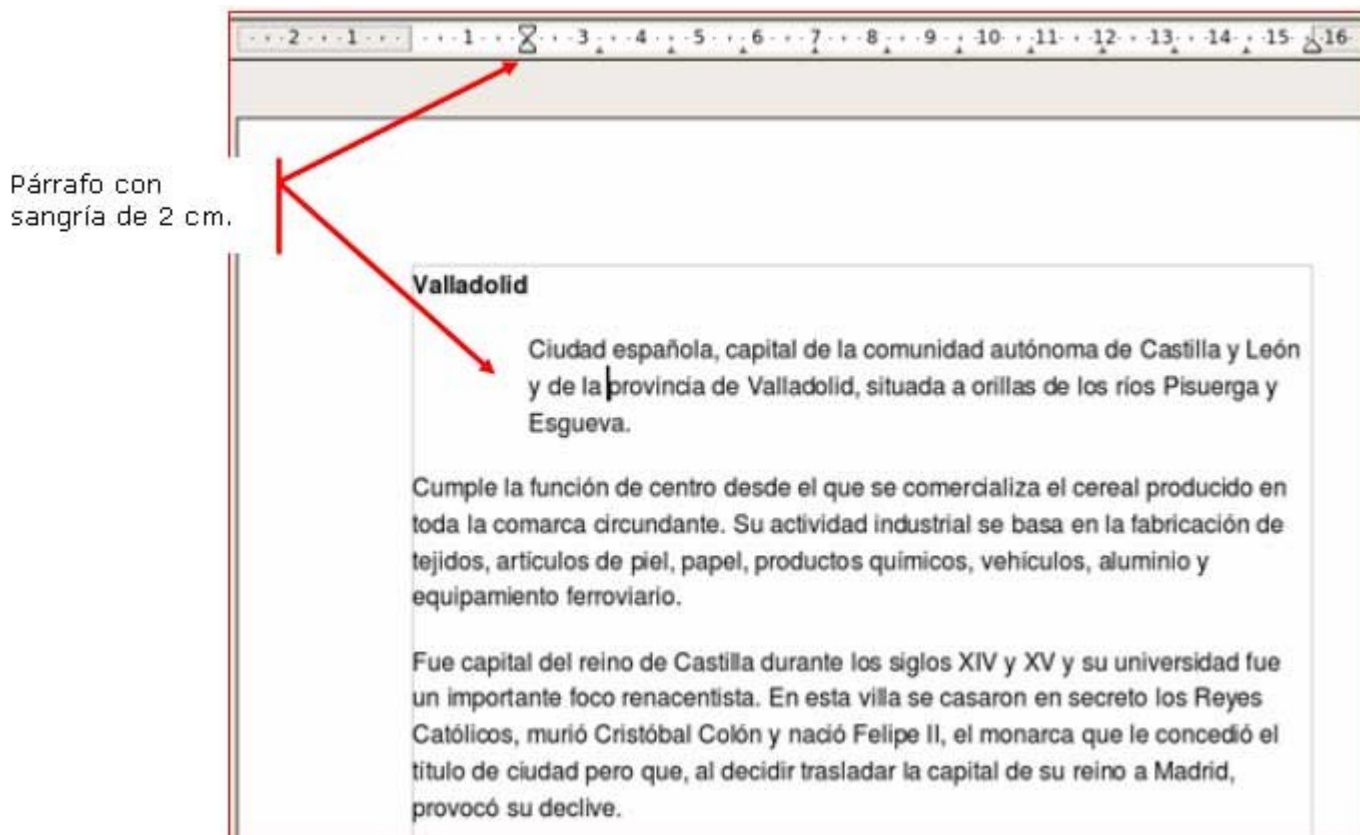 2 1 1 3 4 5 6 7 8 9 10 11 12 13 14 15 16
Párrafo con
sangría de 2 cm.
Valladolid
Ciudad española, capital de la comunidad autónoma de Castilla y León
y de la provincia de Valladolid, situada a orillas de los ríos Pisuerga y
Esgueva.
Cumple la función de centro desde el que se comercializa el cereal producido en
toda la comarca circundante. Su actividad industrial se basa en la fabricación de
tejidos, artículos de piel, papel, productos químicos, vehículos, aluminio y
equipamiento ferroviario.
Fue capital del reino de Castilla durante los siglos XIV y XV y su universidad fue
un importante foco renacentista. En esta villa se casaron en secreto los Reyes
Católicos, murió Cristóbal Colón y nació Felipe II, el monarca que le concedió el
título de ciudad pero que, al decidir trasladar la capital de su reino a Madrid,
provocó su declive.